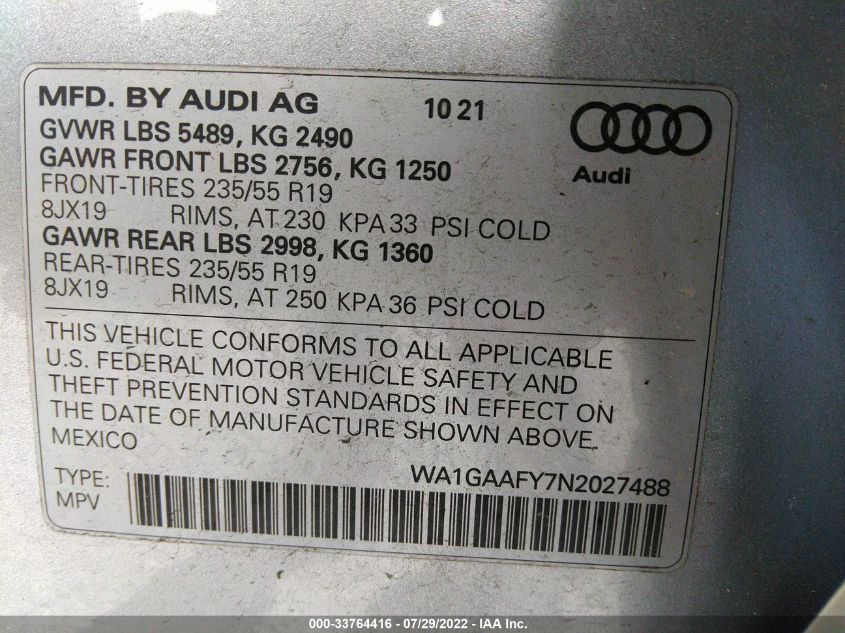 MFD. BY AUDI AG 10 21
GVWR LBS 5489, KG 2490
GAWR FRONT LBS 2756, KG 1250
Audi
FRONT-TIRES 235/55 R19
8JX19 RIMS, AT 230 KPA 33 PSI COLD
GAWR REAR LBS 2998, KG 1360
REAR-TIRES 235/55 R19
8JX19 RIMS, AT 250 KPA 36 PSI COLD
THIS VEHICLE CONFORMS TO ALL APPLICABLE
U.S. FEDERAL MOTOR VEHICLE SAFETY AND
THEFT PREVENTION STANDARDS IN EFFECT ON
THE DATE OF MANUFACTURE SHOWN ABOVE.
MEXICO
WA1GAAFY7N2027488
TYPE:
MPV
000-33764416 - 07/29/2022 - IAA Inc.